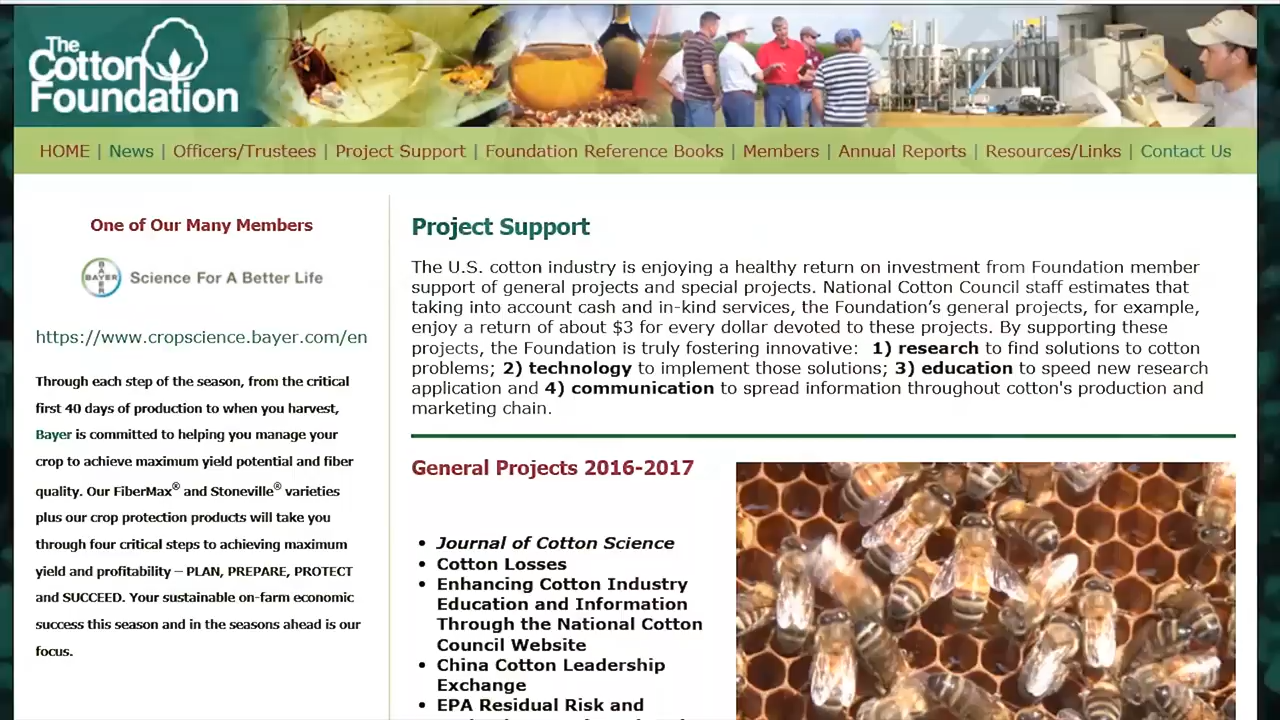 The
Cotton
Foundation
HOME | News | Officers/Trustees | Project Support | Foundation Reference Books | Members | Annual Reports | Resources/Links | Contact Us
One of Our Many Members
BAYER
BAYER
Science For A Better Life
https://www.cropscience.bayer.com/en
Through each step of the season, from the critical
first 40 days of production to when you harvest,
Bayer is committed to helping you manage your
crop to achieve maximum yield potential and fiber
quality. Our FiberMax® and Stoneville® varieties
plus our crop protection products will take you
through four critical steps to achieving maximum
yield and profitability – PLAN, PREPARE, PROTECT
and SUCCEED. Your sustainable on-farm economic
success this season and in the seasons ahead is our
focus.
Project Support
The U.S. cotton industry is enjoying a healthy return on investment from Foundation member
support of general projects and special projects. National Cotton Council staff estimates that
taking into account cash and in-kind services, the Foundation’s general projects, for example,
enjoy a return of about $3 for every dollar devoted to these projects. By supporting these
projects, the Foundation is truly fostering innovative: 1) research to find solutions to cotton
problems; 2) technology to implement those solutions; 3) education to speed new research
application and 4) communication to spread information throughout cotton's production and
marketing chain.
General Projects 2016-2017
• Journal of Cotton Science
• Cotton Losses
• Enhancing Cotton Industry
Education and Information
Through the National Cotton
Council Website
• China Cotton Leadership
Exchange
• EPA Residual Risk and